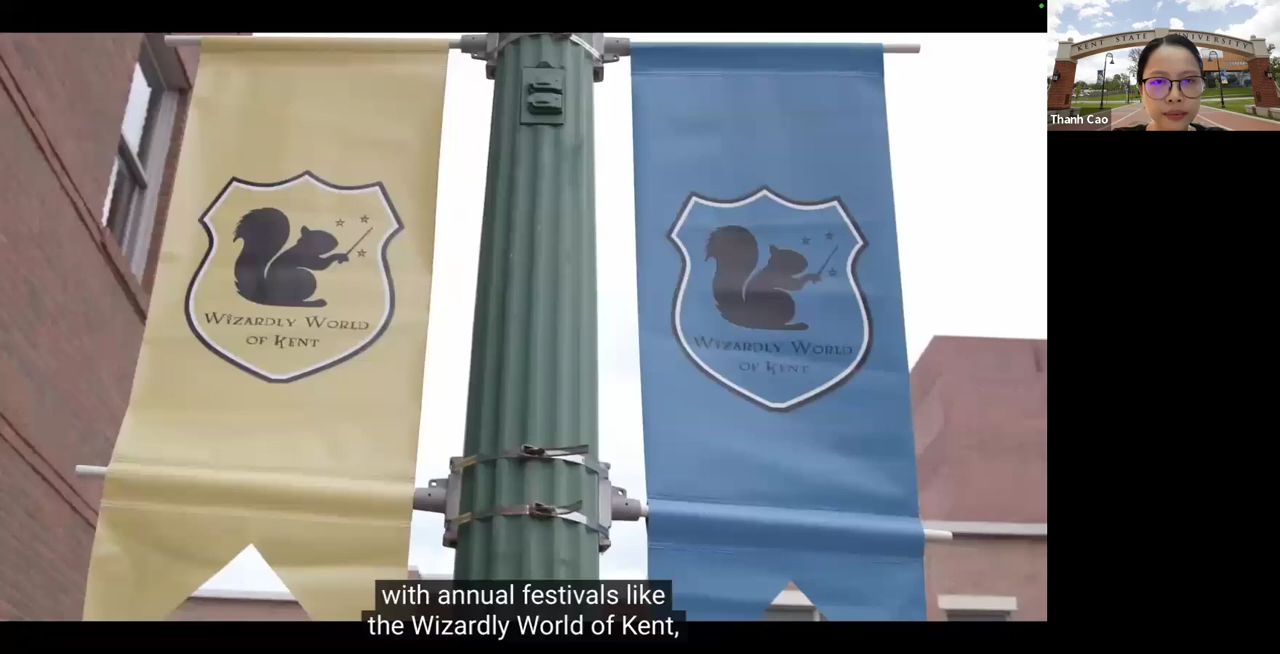 KENT STATE UNIVERSITY
Thanh Cao
WIZARDLY WORLD
OF KENT
WIZARDLY WORLD
OF KENT
with annual festivals like
the Wizardly World of Kent,